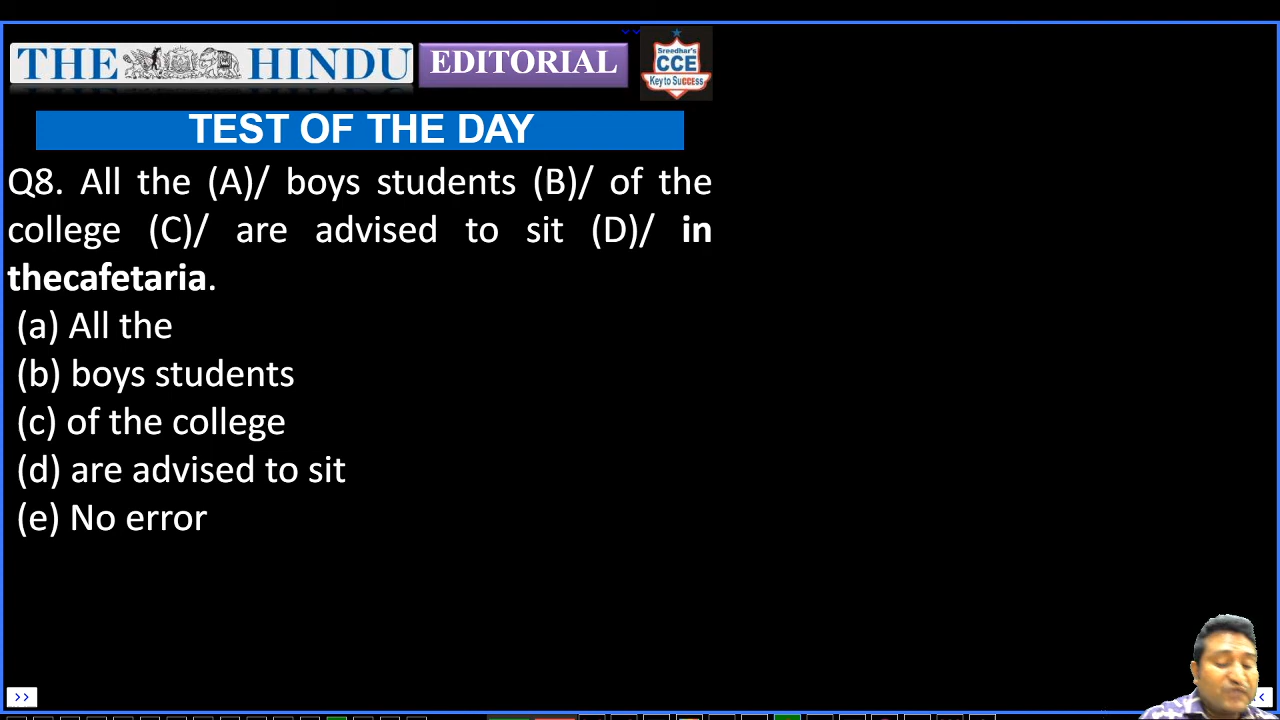 THE HINDU EDITORIAL
Sreedhar's
CCE
Key to Success
TEST OF THE DAY
Q8. All the (A)/ boys students (B)/ of the
college (C)/ are advised to sit (D)/ in
thecafetaria.
(a) All the
(b) boys students
(c) of the college
(d) are advised to sit
(e) No error
>>